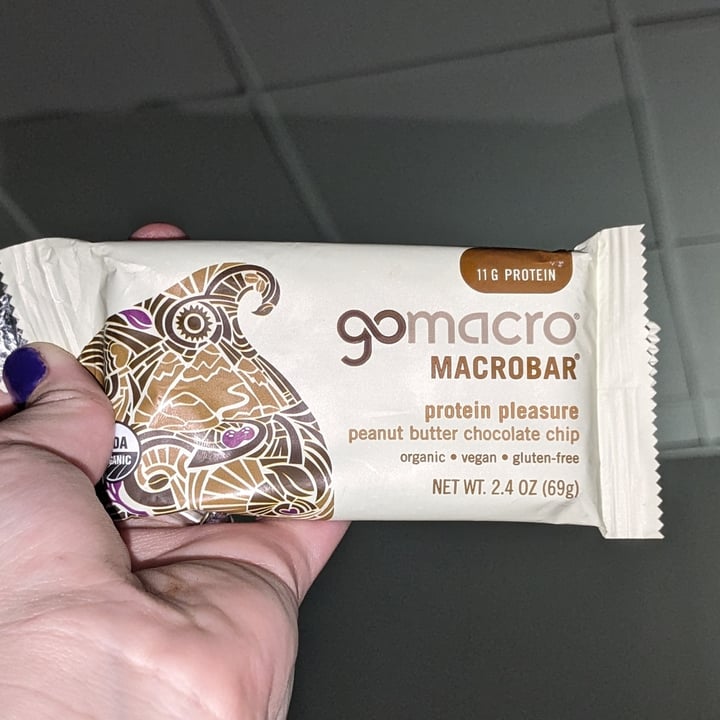 11 G PROTEIN
gomacro®
MACROBAR®
protein pleasure
peanut butter chocolate chip
organic • vegan • gluten-free
NET WT. 2.4 OZ (69g)